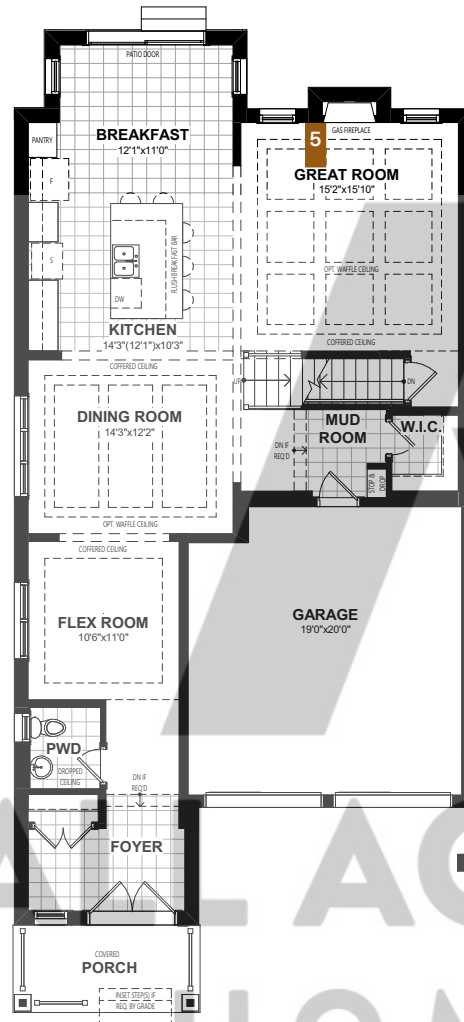 PATIO DOOR
PANTRY
BREAKFAST
12'1"x11'0"
5
GAS FIREPLACE
F
GREAT ROOM
15'2"x15'10"
S
FLUSH BREAKFAST BAR
DW
OPT. WAFFLE CEILING
KITCHEN
14'3"(12'1")x10'3"
COFFERED CEILING
COFFERED CEILING
UP
DN
DINING ROOM
14'3"x12'2"
MUD
ROOM
W.I.C.
DN IF
REQ'D
STOP &
DROP
OPT. WAFFLE CEILING
COFFERED CEILING
FLEX ROOM
10'6"x11'0"
GARAGE
19'0"x20'0"
PWD
DROPPED
CEILING
DN IF
REQ'D
FOYER
ALL AC
COVERED
PORCH
INSET STEP(S) IF
REQ. BY GRADE